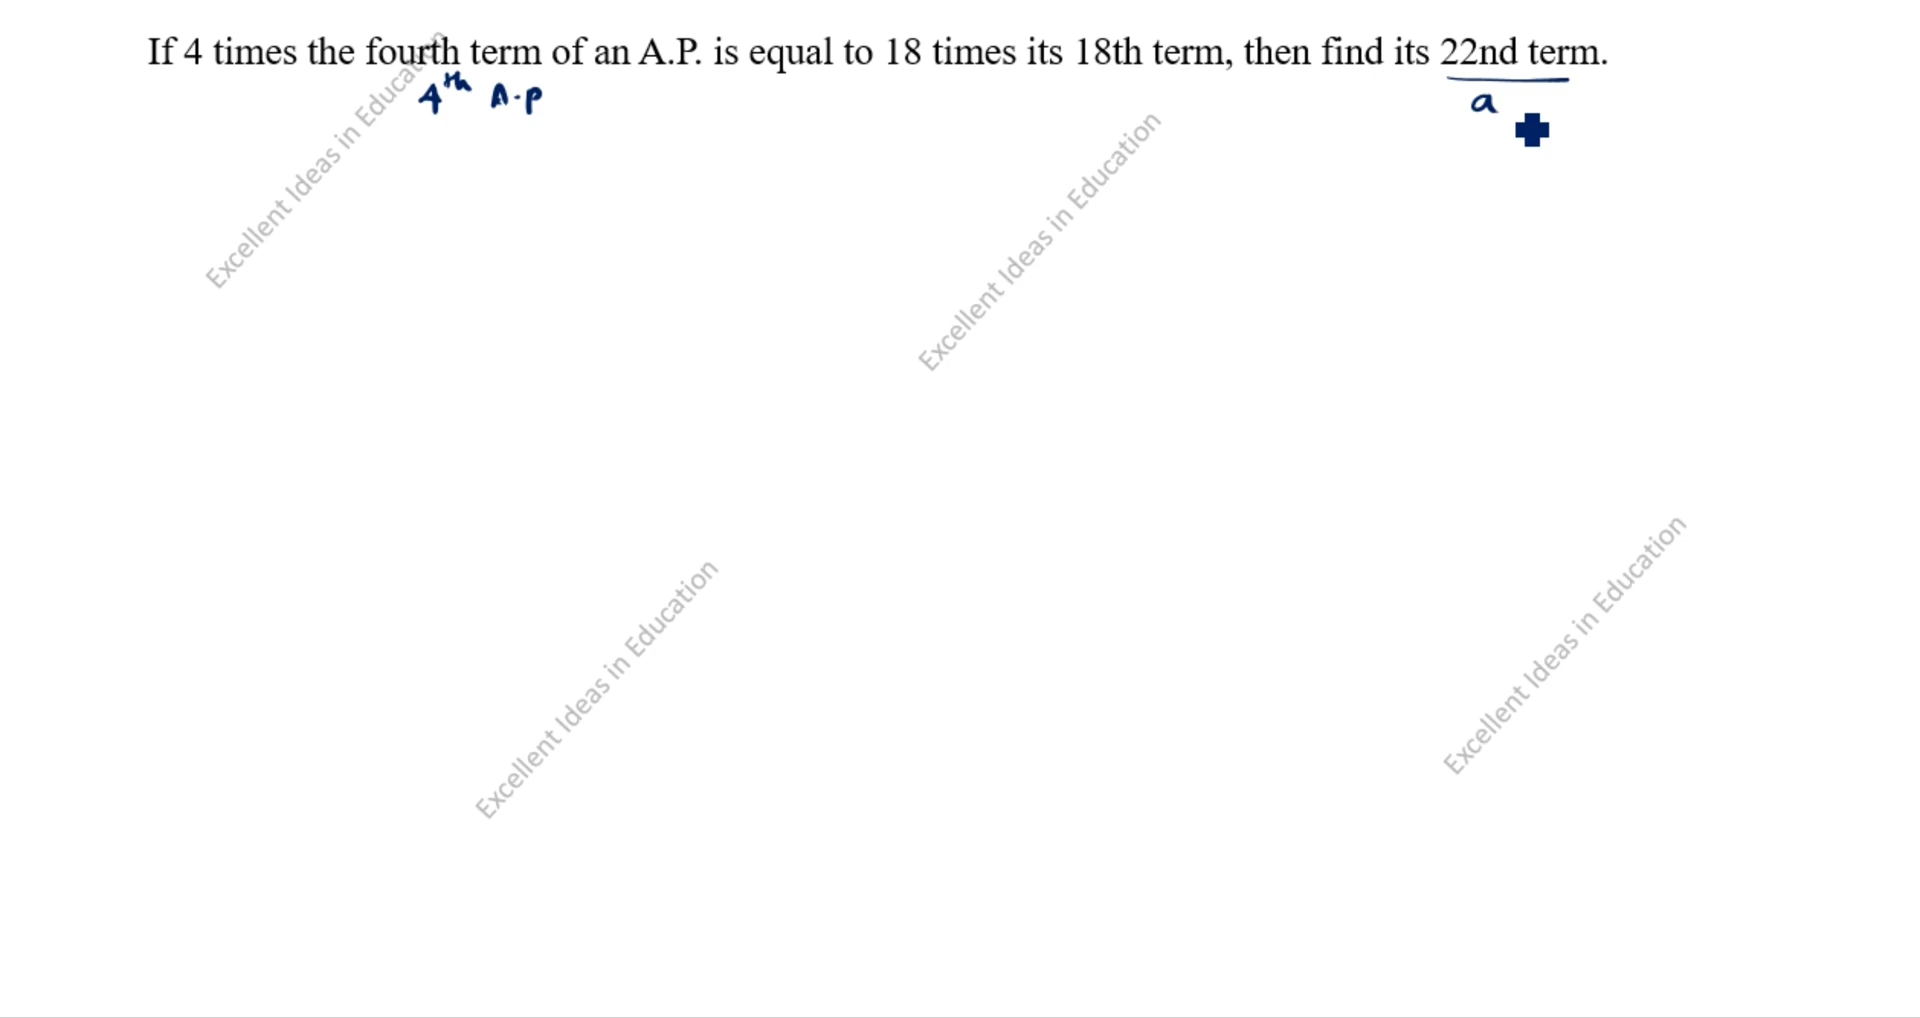 If 4 times the fourth term of an A.P. is equal to 18 times its 18th term, then find its 22nd term.
4th A.P
a
Excellent Ideas in Education
Excellent Ideas in Education
Excellent Ideas in Education
Excellent Ideas in Education